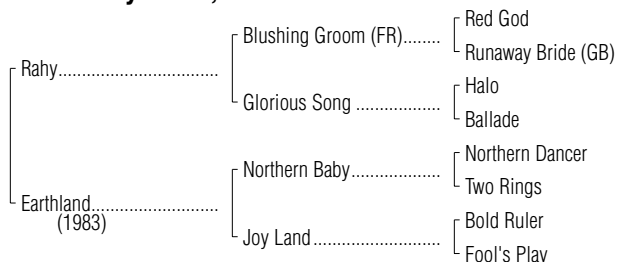 Red God
Blushing Groom (FR)........
Runaway Bride (GB)
Rahy.................................
Halo
Glorious Song .................
Ballade
Northern Dancer
Northern Baby..................
Two Rings
Earthland..........................
(1983)
Bold Ruler
Joy Land..........................
Fool's Play